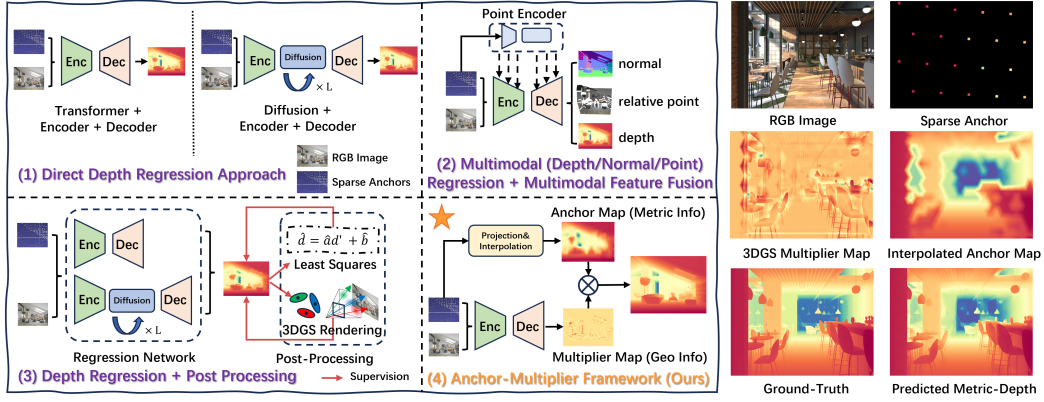 Enc
Dec
Transformer +
Encoder + Decoder
Enc
Diffusion
× L
Dec
Diffusion +
Encoder + Decoder
RGB Image
Sparse Anchors
(1) Direct Depth Regression Approach
Point Encoder
Enc
Dec
normal
relative point
depth
(2) Multimodal (Depth/Normal/Point)
Regression + Multimodal Feature Fusion
Enc
Dec
Enc
Diffusion
Dec
× L
Regression Network
d̂ = âd' + b̂
Least Squares
3DGS Rendering
Post-Processing
Supervision
(3) Depth Regression + Post Processing
Anchor Map (Metric Info)
Projection&
Interpolation
Enc
Dec
Multiplier Map (Geo Info)
(4) Anchor-Multiplier Framework (Ours)
RGB Image
Sparse Anchor
3DGS Multiplier Map
Interpolated Anchor Map
Ground-Truth
Predicted Metric-Depth